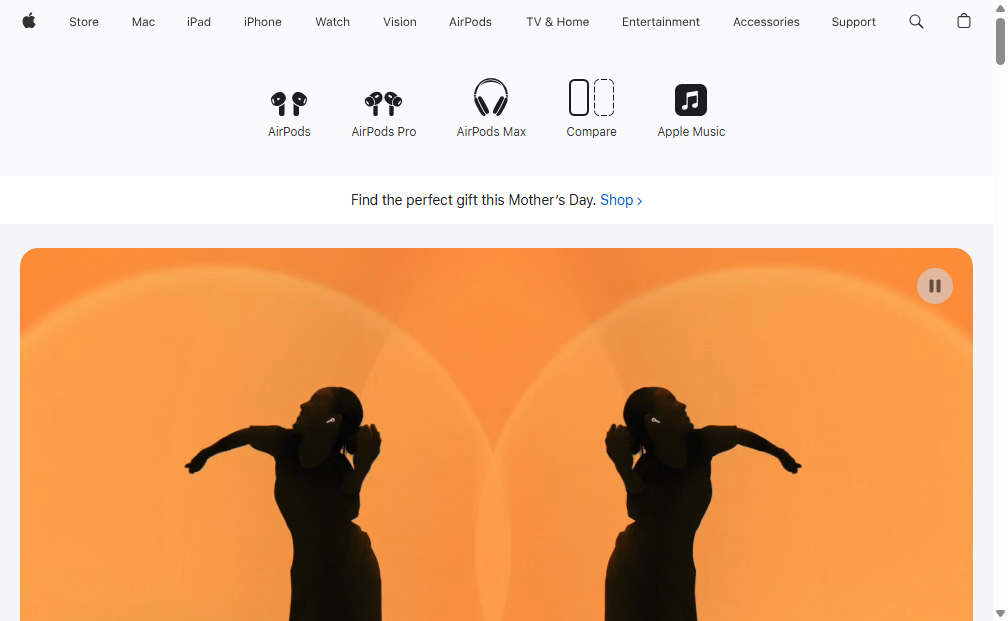 Store Mac iPad iPhone Watch Vision AirPods TV & Home Entertainment Accessories Support
AirPods AirPods Pro AirPods Max Compare Apple Music
Find the perfect gift this Mother’s Day. Shop >